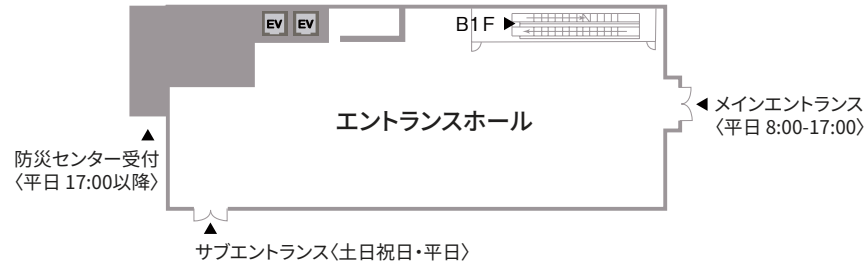 EV EV
B1F
エントランスホール
メインエントランス
〈平日 8:00-17:00〉
防災センター受付
〈平日 17:00以降〉
サブエントランス〈土日祝日・平日〉